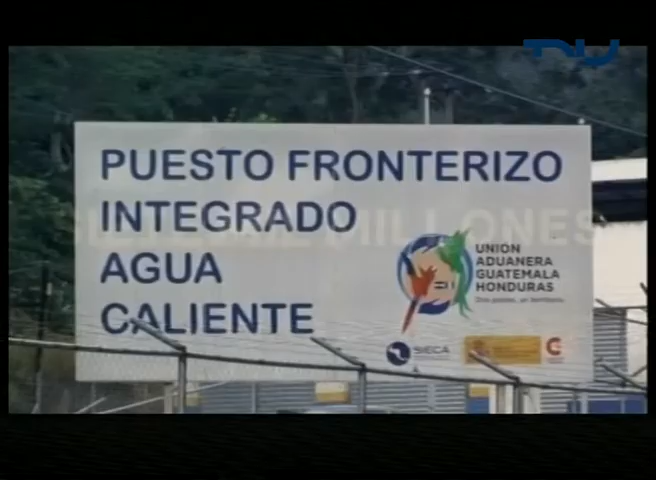 PUESTO FRONTERIZO
INTEGRADO
AGUA
CALIENTE
UNION
ADUANERA
GUATEMALA
HONDURAS
SIECA
MILLONES